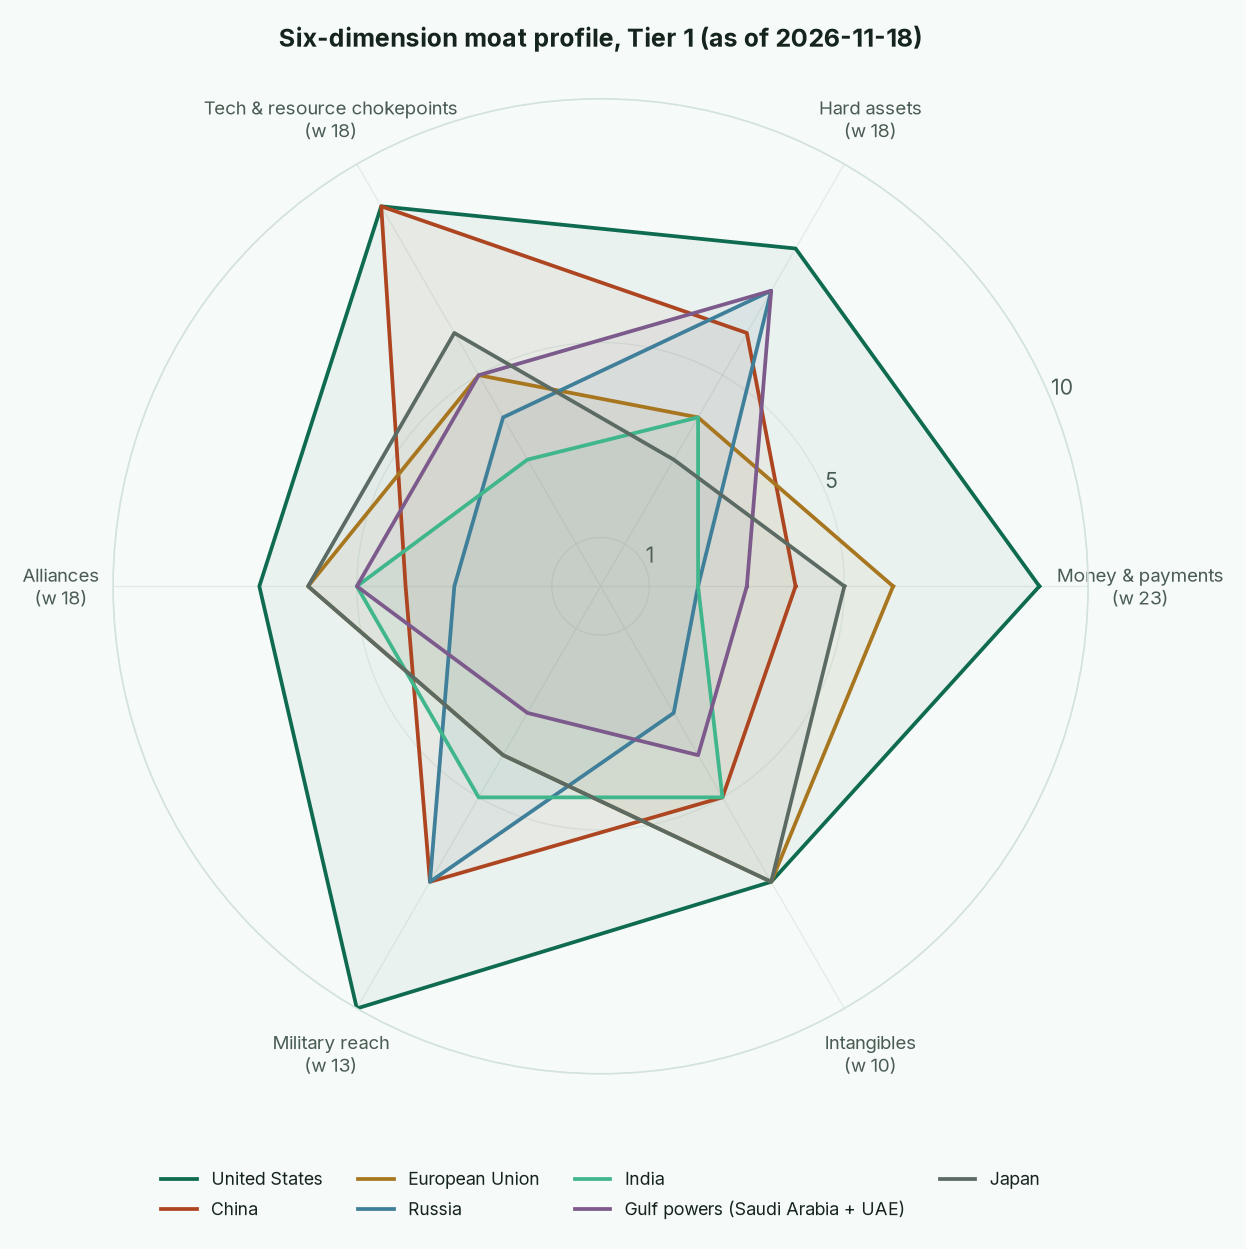 Six-dimension moat profile, Tier 1 (as of 2026-11-18)
Tech & resource chokepoints
(w 18)
Hard assets
(w 18)
10
5
1
Alliances
(w 18)
Money & payments
(w 23)
Military reach
(w 13)
Intangibles
(w 10)
United States
European Union
India
Japan
China
Russia
Gulf powers (Saudi Arabia + UAE)